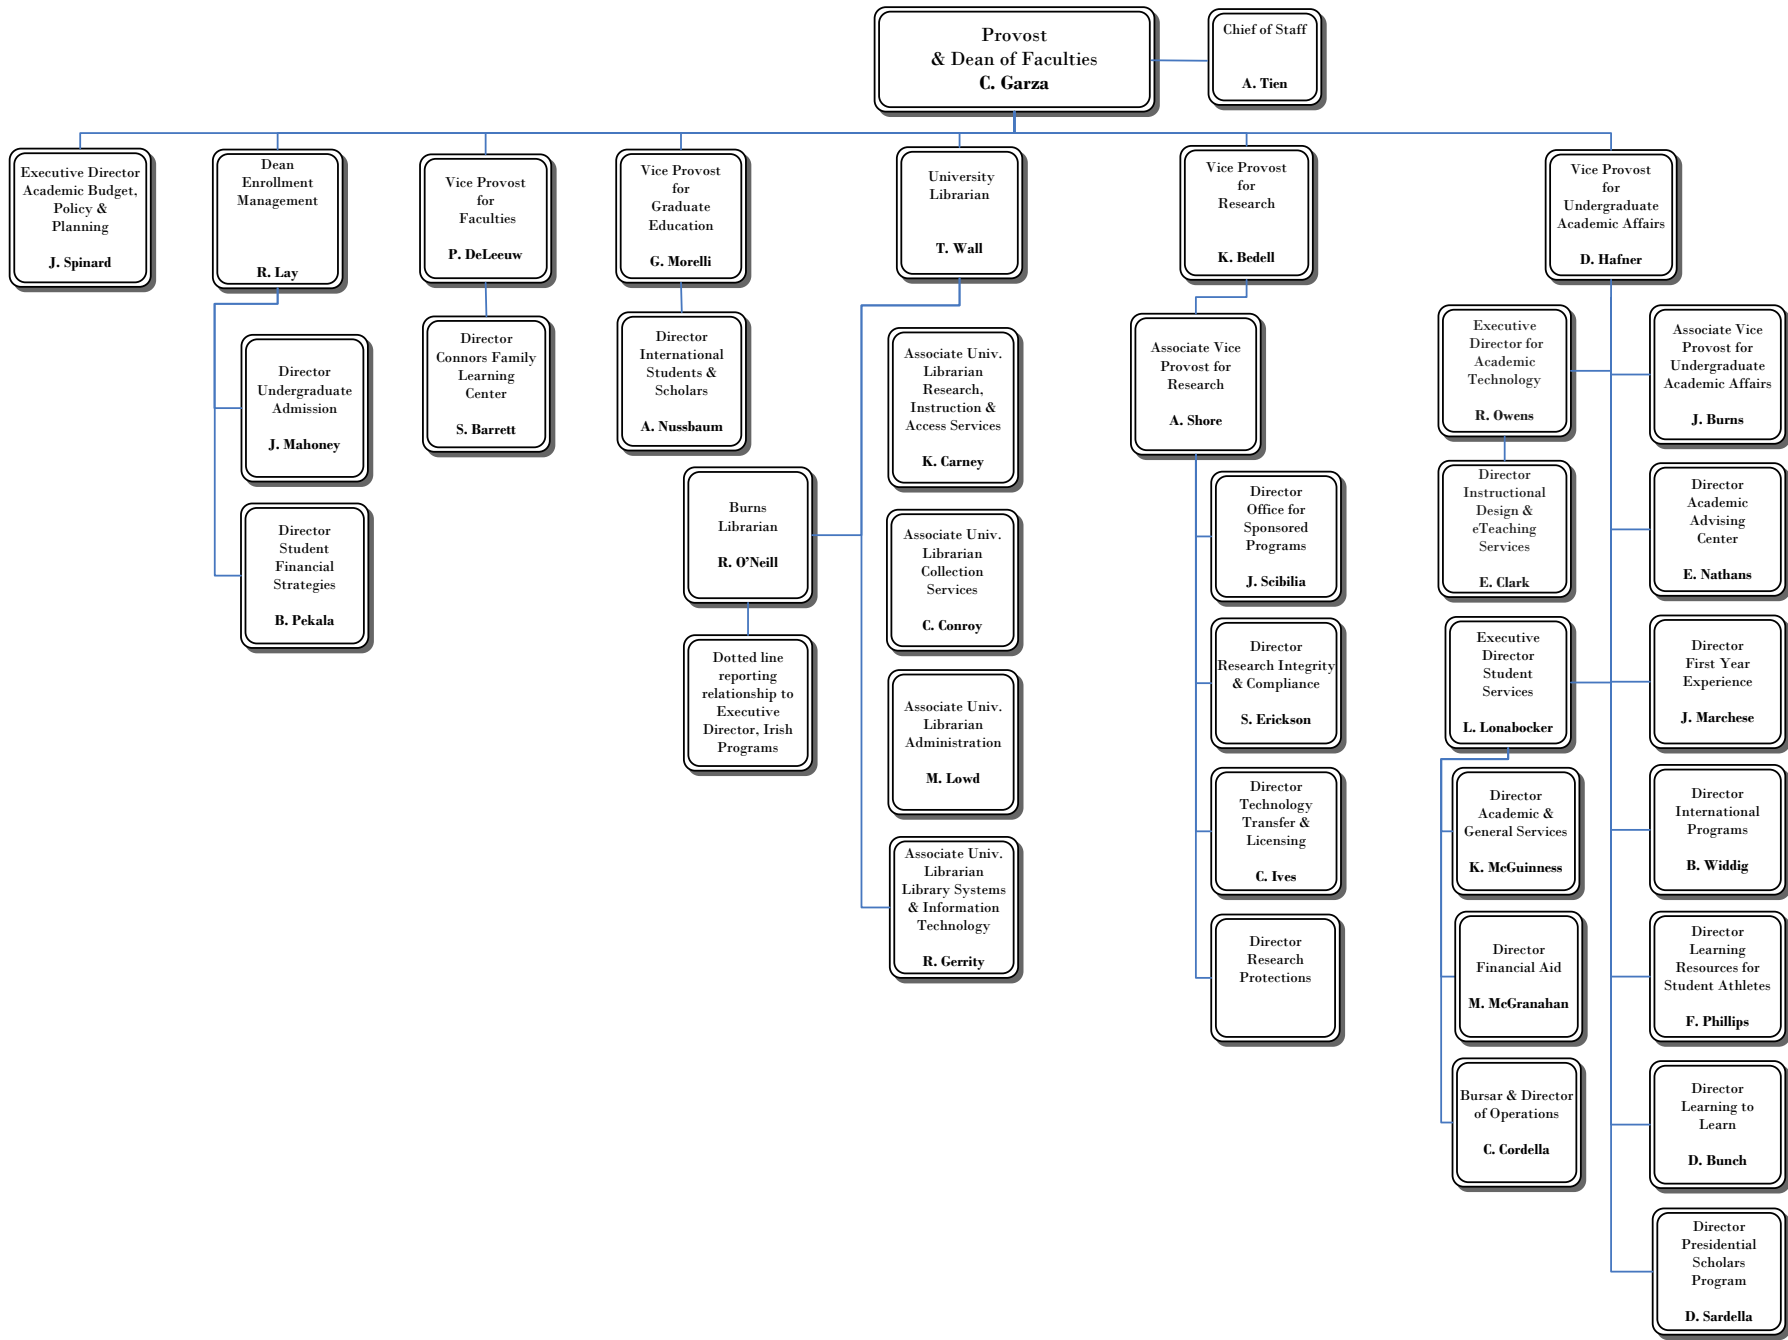 Provost
& Dean of Faculties
C. Garza
Chief of Staff
A. Tien
Executive Director
Academic Budget,
Policy &
Planning
J. Spinard
Dean
Enrollment
Management
R. Lay
Vice Provost
for
Faculties
P. DeLeeuw
Vice Provost
for
Graduate
Education
G. Morelli
University
Librarian
T. Wall
Vice Provost
for
Research
K. Bedell
Vice Provost
for
Undergraduate
Academic Affairs
D. Hafner
Director
Undergraduate
Admission
J. Mahoney
Director
Student
Financial
Strategies
B. Pekala
Director
Connors Family
Learning
Center
S. Barrett
Director
International
Students &
Scholars
A. Nussbaum
Burns
Librarian
R. O'Neill
Dotted line
reporting
relationship to
Executive
Director, Irish
Programs
Associate Univ.
Librarian
Research,
Instruction &
Access Services
K. Carney
Associate Univ.
Librarian
Collection
Services
C. Conroy
Associate Univ.
Librarian
Administration
M. Lowd
Associate Univ.
Librarian
Library Systems
& Information
Technology
R. Gerrity
Associate Vice
Provost for
Research
A. Shore
Director
Office for
Sponsored
Programs
J. Scibilia
Director
Research Integrity
& Compliance
S. Erickson
Director
Technology
Transfer &
Licensing
C. Ives
Director
Research
Protections
Executive
Director for
Academic
Technology
R. Owens
Director
Instructional
Design &
eTeaching
Services
E. Clark
Executive
Director
Student
Services
L. Lonabocker
Director
Academic &
General Services
K. McGuinness
Director
Financial Aid
M. McGranahan
Bursar & Director
of Operations
C. Cordella
Associate Vice
Provost for
Undergraduate
Academic Affairs
J. Burns
Director
Academic
Advising
Center
E. Nathans
Director
First Year
Experience
J. Marchese
Director
International
Programs
B. Widdig
Director
Learning
Resources for
Student Athletes
F. Phillips
Director
Learning to
Learn
D. Bunch
Director
Presidential
Scholars
Program
D. Sardella